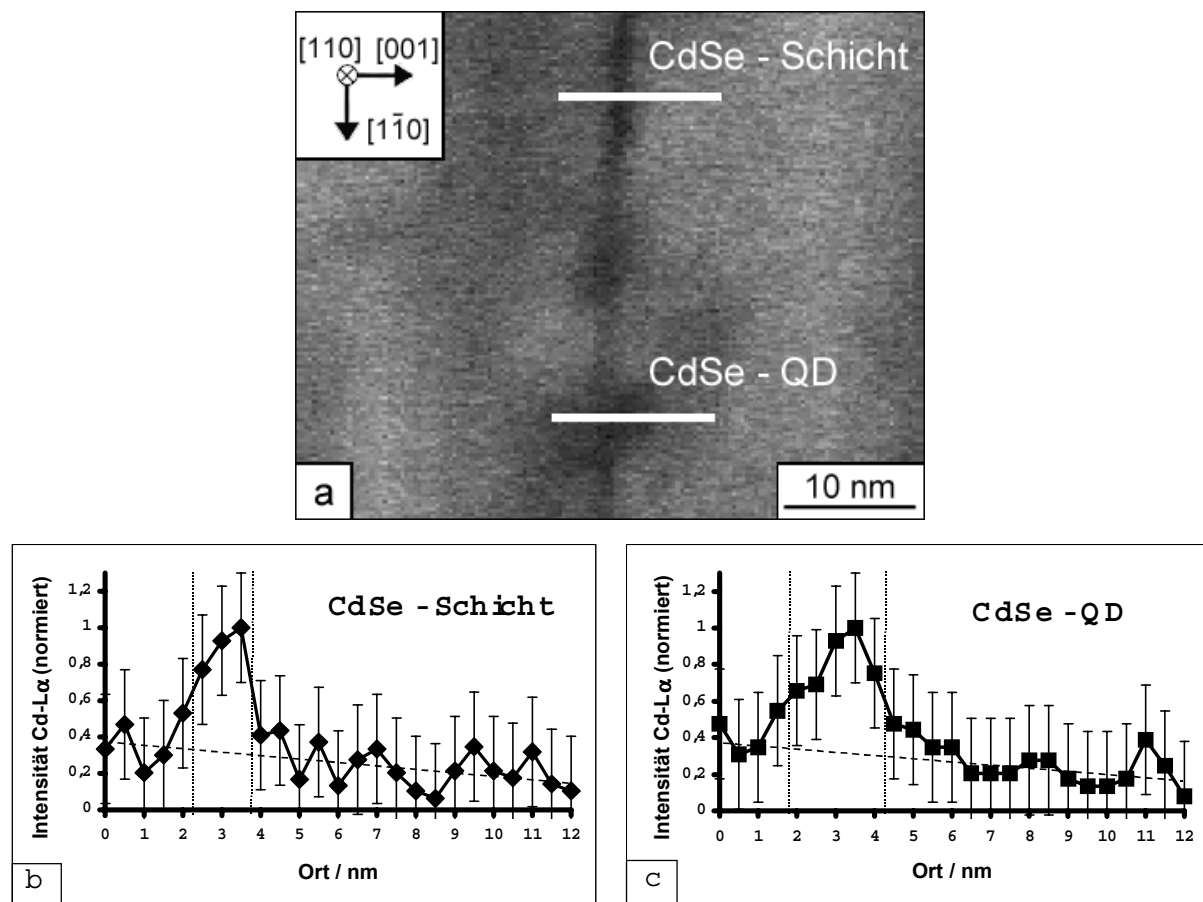 [110] [001]
[11̅0]
CdSe - Schicht
CdSe - QD
a
10 nm
Intensität Cd-Lα (normiert)
1,2
1
0,8
0,6
0,4
0,2
0
CdSe - Schicht
0 1 2 3 4 5 6 7 8 9 10 11 12
Ort / nm
b
Intensität Cd-Lα (normiert)
1,2
1
0,8
0,6
0,4
0,2
0
CdSe - QD
0 1 2 3 4 5 6 7 8 9 10 11 12
Ort / nm
c